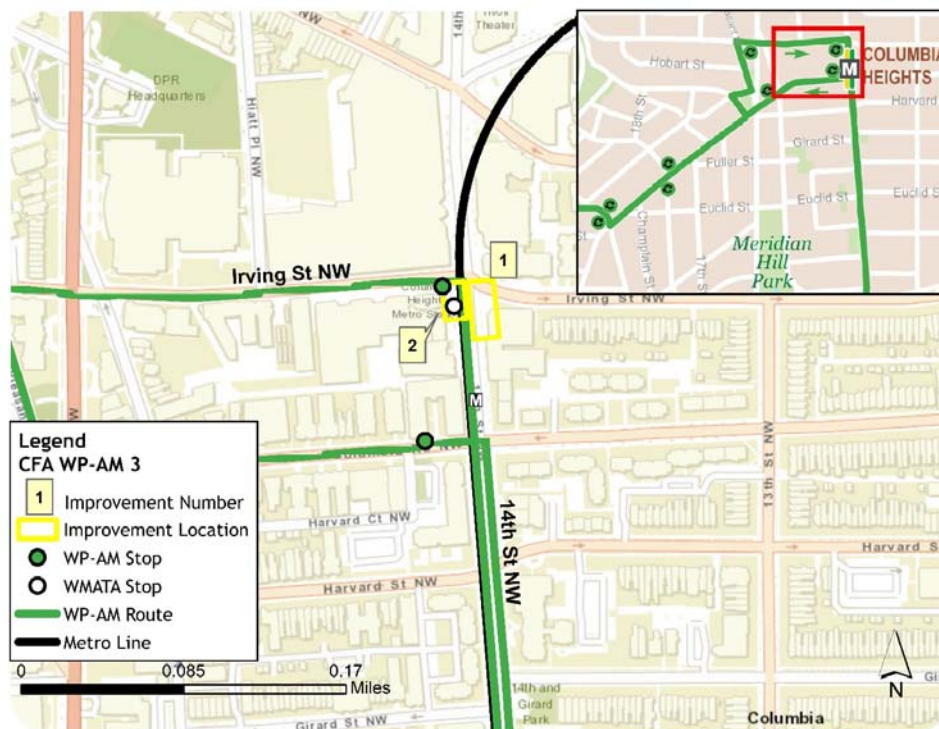 Tivoli
Theater
14th S
DPR
Headquarters
Hiatt Pl NW
Irving St NW
1
Irving St NW
Heigh
Metro St
2
M
14th St NW
13th St NW
Harvard Ct NW
Harvard St NW
Harvard S
14th and
Girard Park
Girard St NW
Gi
Columbia
N
Legend
CFA WP-AM 3
1 Improvement Number
Improvement Location
WP-AM Stop
WMATA Stop
WP-AM Route
Metro Line
0 0.085 0.17
Miles
Hobart St
COLUMBIA
M HEIGHTS
Harvard
18th St
Girard St
Fuller St
Euclid St
Euclid St
Champlain St
17th S
Meridian
Hill
Park